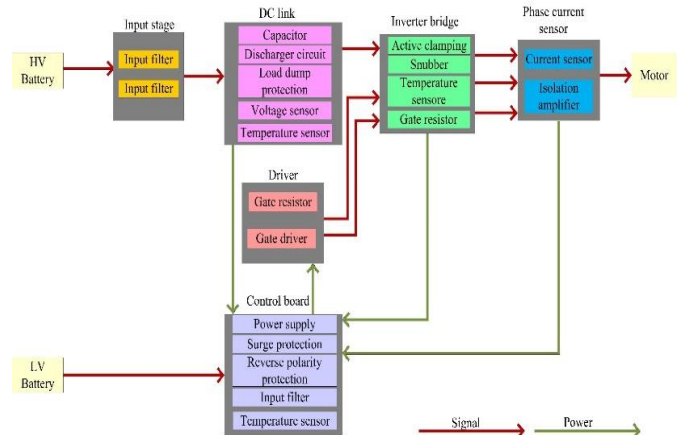 Input stage
DC link
Inverter bridge
Phase current
sensor
HV
Battery
Input filter
Input filter
Capacitor
Discharger circuit
Load dump
protection
Voltage sensor
Temperature sensor
Active clamping
Snubber
Temperature
sensore
Gate resistor
Current sensor
Isolation
amplifier
Motor
Driver
Gate resistor
Gate driver
Control board
Power supply
Surge protection
Reverse polarity
protection
Input filter
Temperature sensor
LV
Battery
Signal
Power